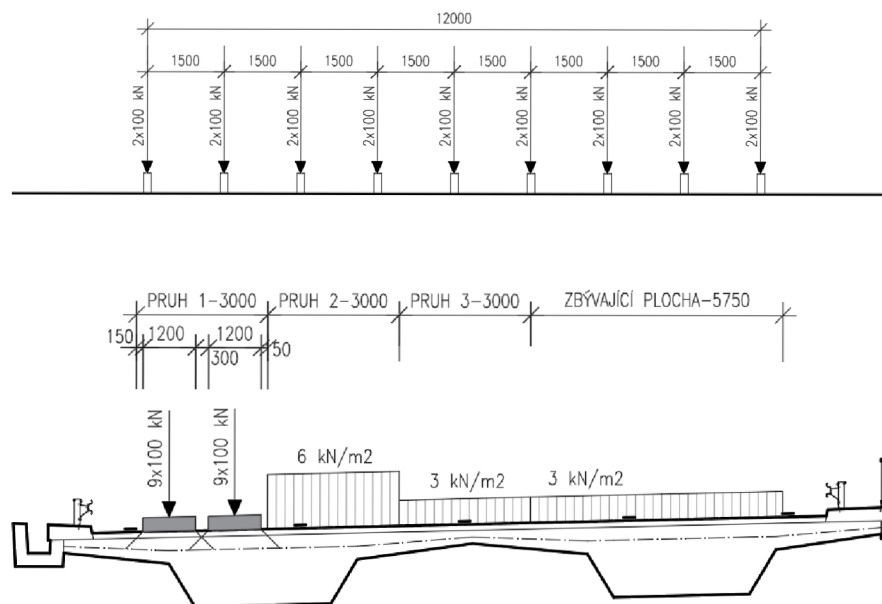 12000
1500 1500 1500 1500 1500 1500 1500 1500
2x100 kN 2x100 kN 2x100 kN 2x100 kN 2x100 kN 2x100 kN 2x100 kN 2x100 kN 2x100 kN
PRUH 1-3000 PRUH 2-3000 PRUH 3-3000 ZBÝVAJÍCÍ PLOCHA-5750
150 1200 300 1200 50
9x100 kN 9x100 kN
6 kN/m2
3 kN/m2 3 kN/m2